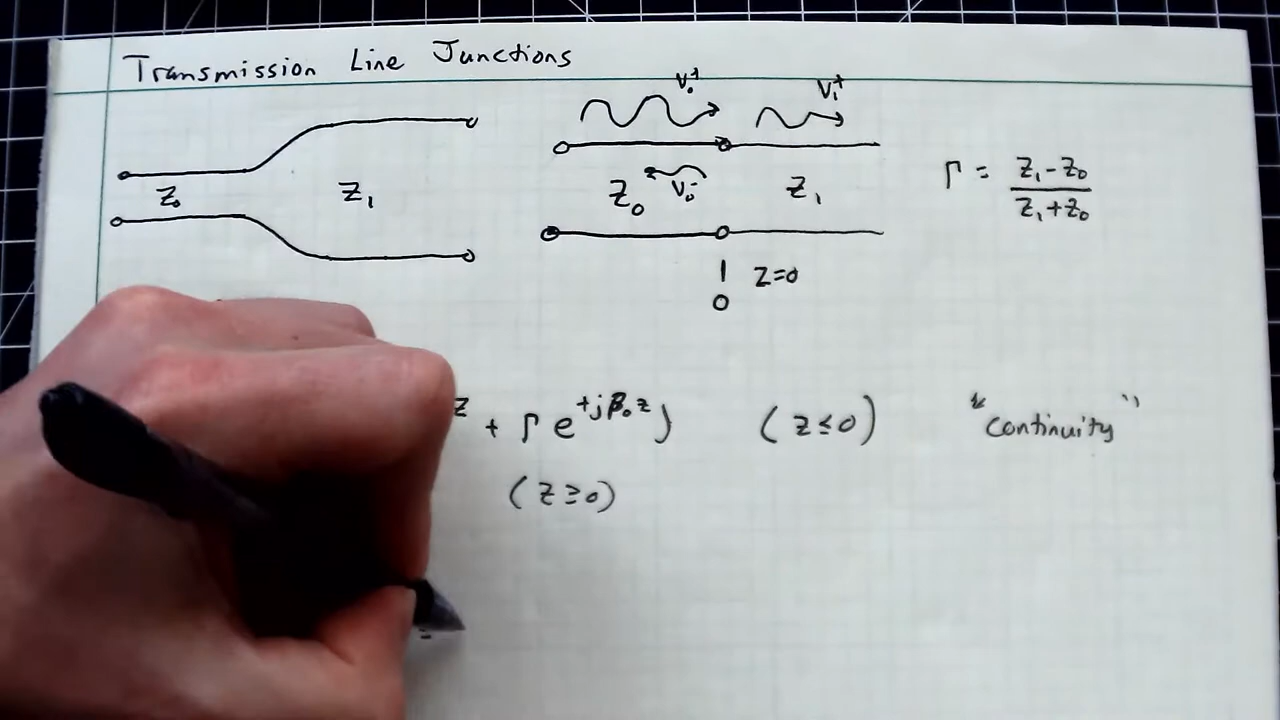 Transmission Line Junctions
V₀⁺ V₁⁺
Z₀ Z₁ Z₀ V₀⁻ Z₁ Γ = (Z₁-Z₀)/(Z₁+Z₀)
Z=0
0
z + Γ e^(+jβ₀z) ) (z≤0) "continuity"
(z≥0)